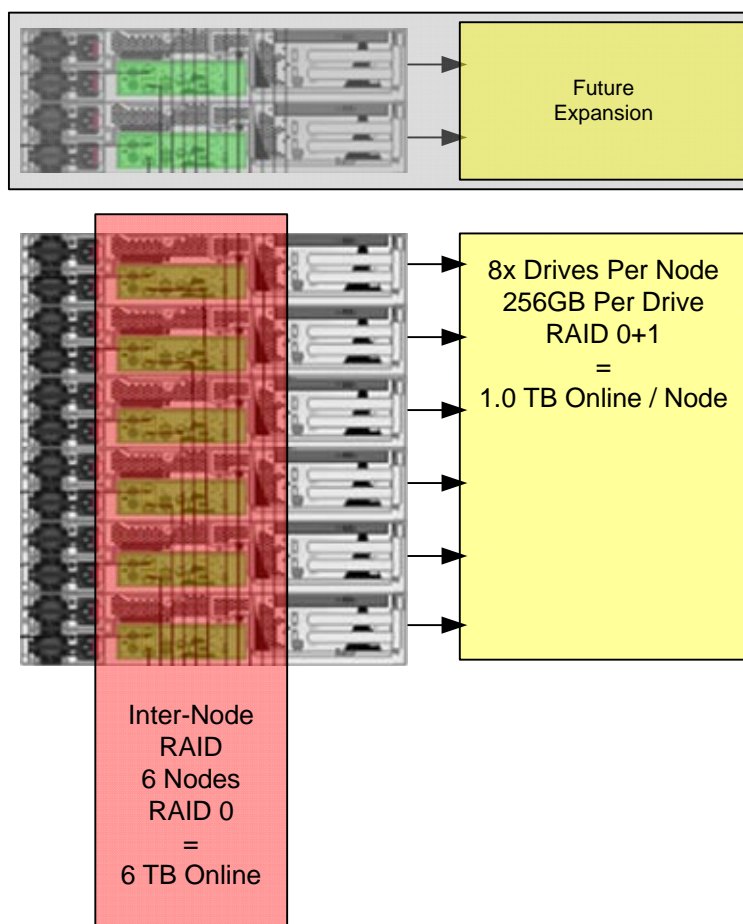 Future
Expansion
8x Drives Per Node
256GB Per Drive
RAID 0+1
=
1.0 TB Online / Node
Inter-Node
RAID
6 Nodes
RAID 0
=
6 TB Online